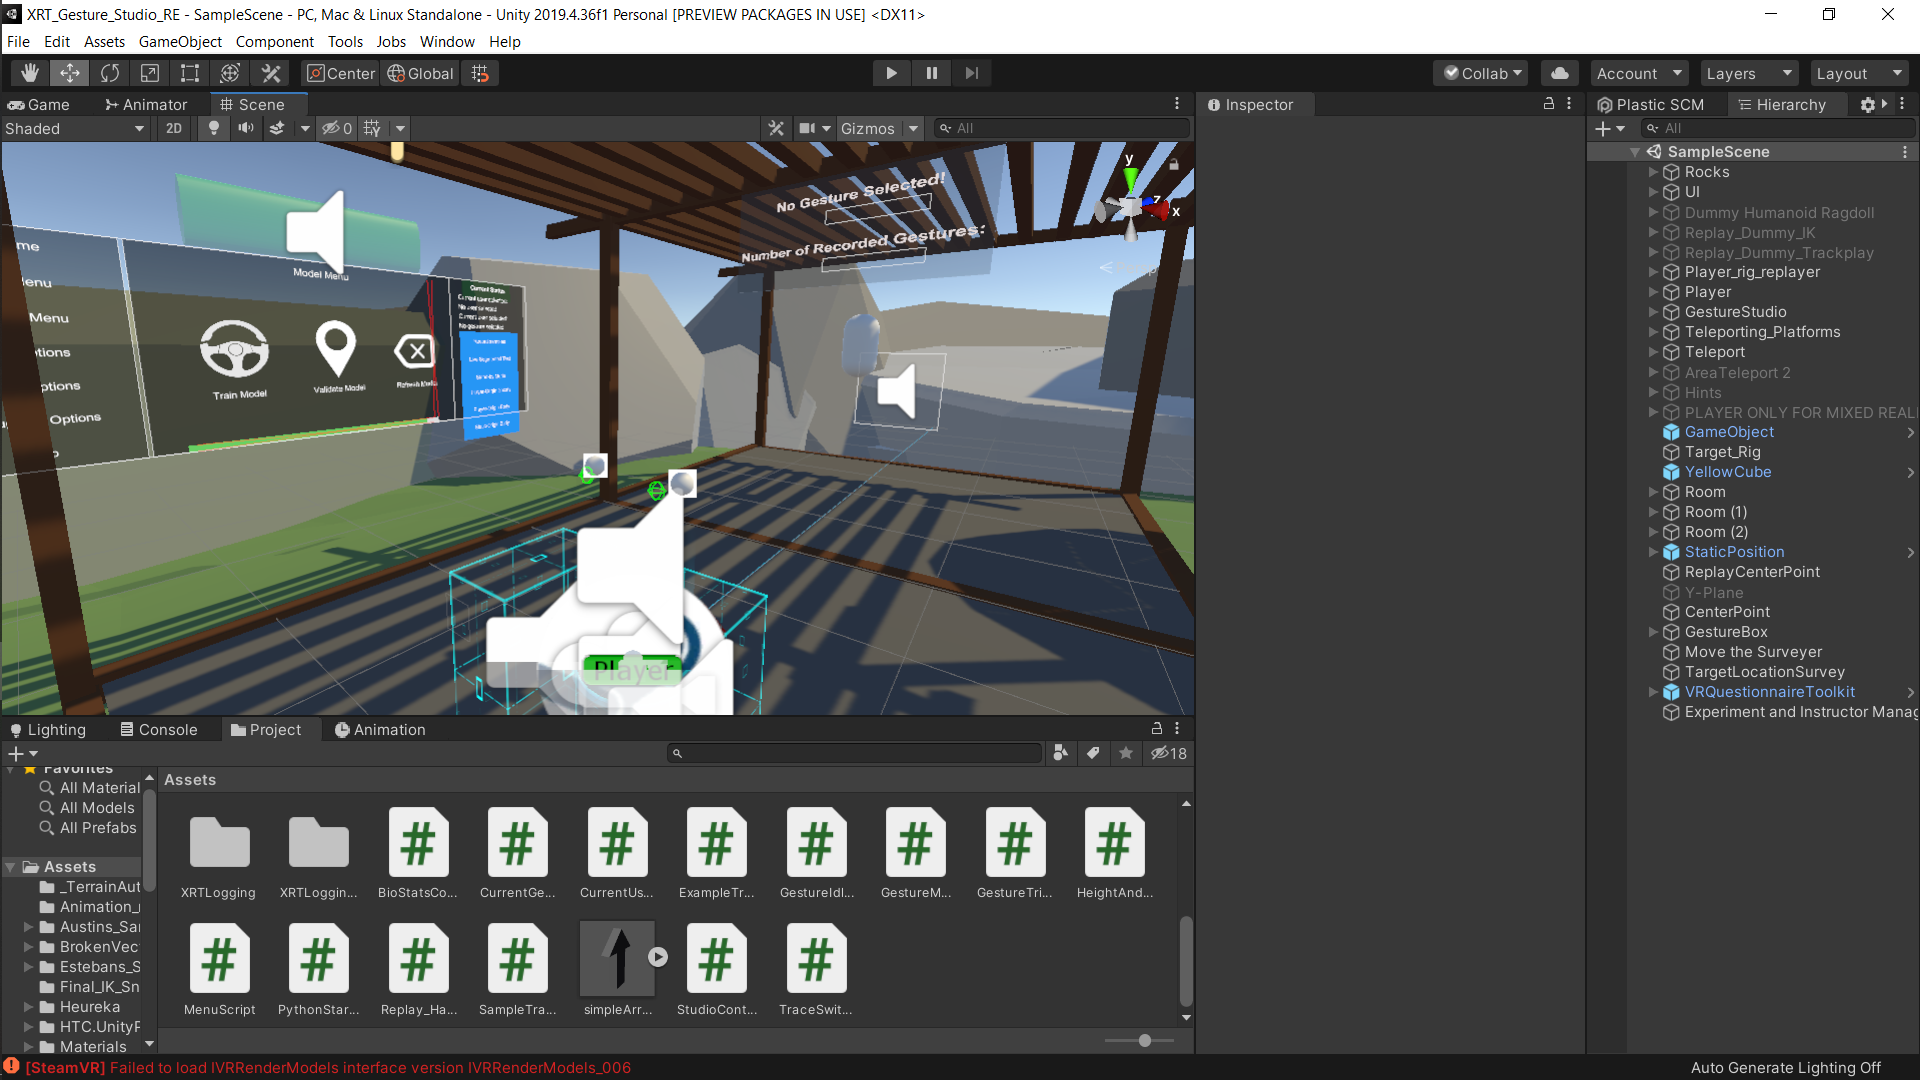 XRT_Gesture_Studio_RE - SampleScene - PC, Mac & Linux Standalone - Unity 2019.4.36f1 Personal [PREVIEW PACKAGES IN USE] <DX11>
File Edit Assets GameObject Component Tools Jobs Window Help
Center Global Collab Account Layers Layout
Game Animator Scene
Shaded 2D 0 Gizmos All
y
z
x
No Gesture Selected!
Number of Recorded Gestures:
Model Menu
Train Model
Validate Model
me
enu
Menu
tions
ptions
Options
Current Status
Player
Inspector
Plastic SCM Hierarchy
All
SampleScene
Rocks
UI
Dummy Humanoid Ragdoll
Replay_Dummy_IK
Replay_Dummy_Trackplay
Player_rig_replayer
Player
GestureStudio
Teleporting_Platforms
Teleport
AreaTeleport 2
Hints
PLAYER ONLY FOR MIXED REALI
GameObject
Target_Rig
YellowCube
Room
Room (1)
Room (2)
StaticPosition
ReplayCenterPoint
Y-Plane
CenterPoint
GestureBox
Move the Surveyer
TargetLocationSurvey
VRQuestionnaireToolkit
Experiment and Instructor Manag
Lighting Console Project Animation
18
Favorites
All Material
All Models
All Prefabs
Assets
_TerrainAut
Animation_
Austins_Sa
BrokenVec
Estebans_S
Final_IK_Sn
Heureka
HTC.UnityP
Materials
Assets
XRTLogging XRTLoggin... BioStatsCo... CurrentGe... CurrentUs... ExampleTr... GestureIdl... GestureM... GestureTri... HeightAnd...
MenuScript PythonStar... Replay_Ha... SampleTra... simpleArr... StudioCont... TraceSwit...
[SteamVR] Failed to load IVRRenderModels interface version IVRRenderModels_006
Auto Generate Lighting Off